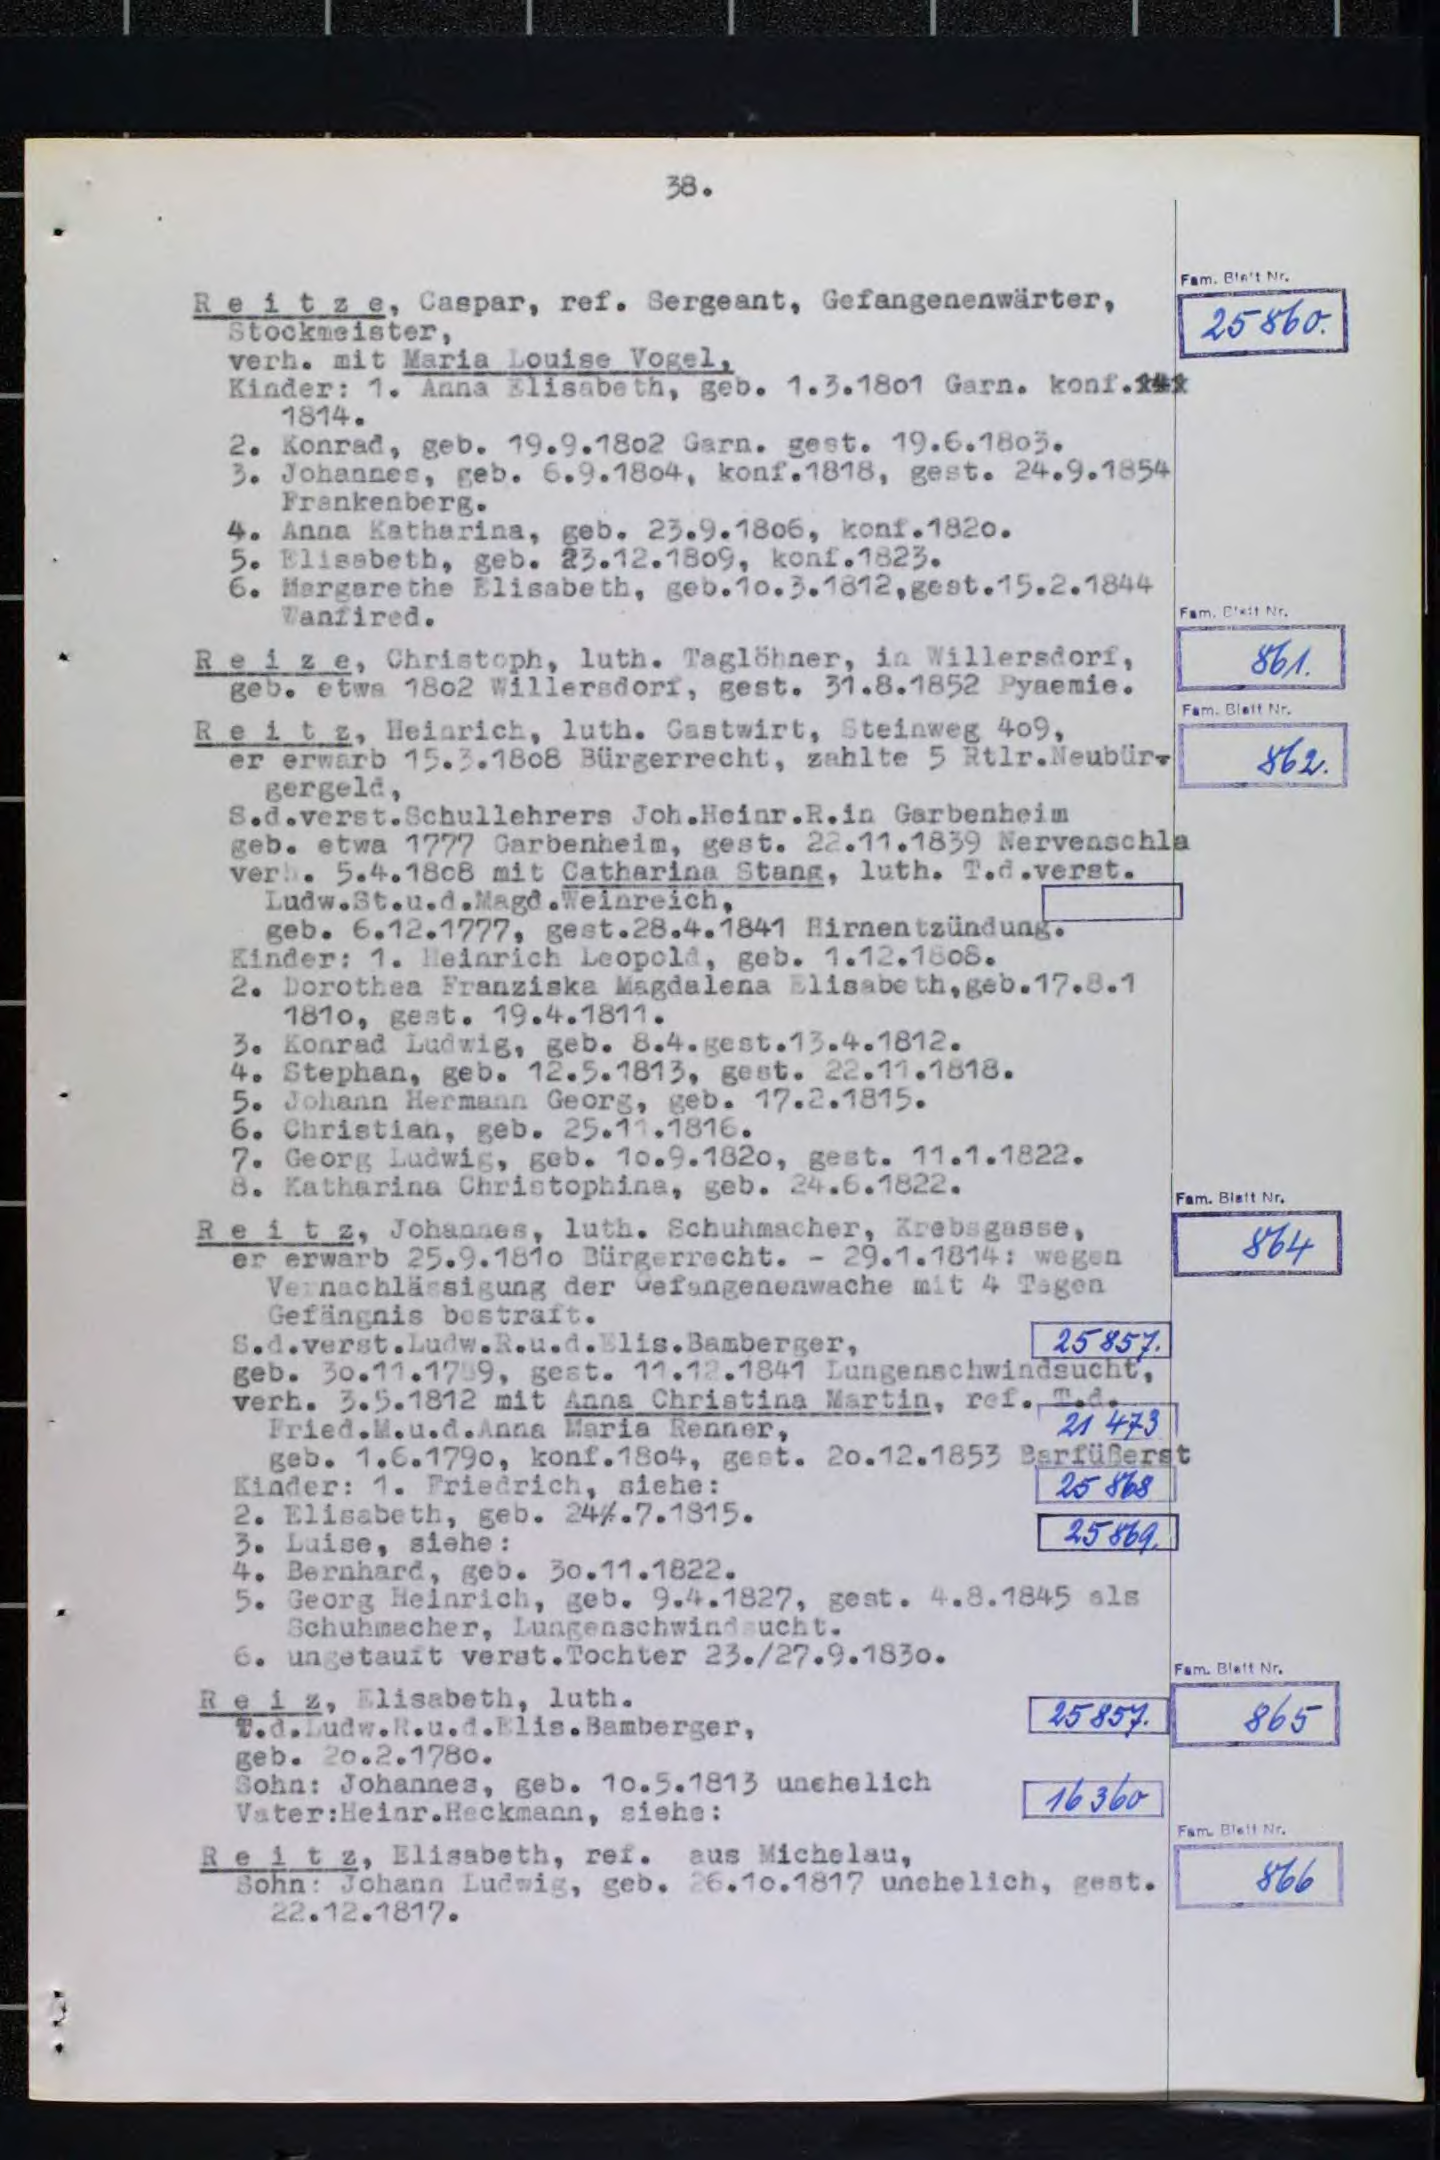 38.
Fam. Blatt Nr.
Reitze, Caspar, ref. Sergeant, Gefangenenwärter,
25860.
Stockmeister,
verh. mit Maria Louise Vogel,
Kinder: 1. Anna Elisabeth, geb. 1.3.1801 Garn. konf.
1814.
2. Konrad, geb. 19.9.1802 Garn. gest. 19.6.1803.
3. Johannes, geb. 6.9.1804, konf.1818, gest. 24.9.1854
Frankenberg.
4. Anna Katharina, geb. 23.9.1806, konf.1820.
5. Elisabeth, geb. 23.12.1809, konf.1823.
6. Margarethe Elisabeth, geb.10.3.1812,gest.15.2.1844
Wanfired.
Fam. Blatt Nr.
Reize, Christoph, luth. Taglöhner, in Willersdorf,
861.
geb. etwa 1802 Willersdorf, gest. 31.8.1852 Pyaemie.
Fam. Blatt Nr.
Reitz, Heinrich, luth. Gastwirt, Steinweg 409,
862.
er erwarb 15.3.1808 Bürgerrecht, zahlte 5 Rtlr.Neubür-
gergeld,
S.d.verst.Schullehrers Joh.Heinr.R.in Garbenheim
geb. etwa 1777 Garbenheim, gest. 22.11.1839 Nervenschla
verh. 5.4.1808 mit Catharina Stang, luth. T.d.verst.
Ludw.St.u.d.Magd.Weinreich,
geb. 6.12.1777, gest.28.4.1841 Hirnentzündung.
Kinder: 1. Heinrich Leopold, geb. 1.12.1808.
2. Dorothea Franziska Magdalena Elisabeth,geb.17.8.1
1810, gest. 19.4.1811.
3. Konrad Ludwig, geb. 8.4.gest.13.4.1812.
4. Stephan, geb. 12.5.1813, gest. 22.11.1818.
5. Johann Hermann Georg, geb. 17.2.1815.
6. Christian, geb. 25.11.1816.
7. Georg Ludwig, geb. 10.9.1820, gest. 11.1.1822.
8. Katharina Christophina, geb. 24.6.1822.
Fam. Blatt Nr.
Reitz, Johannes, luth. Schuhmacher, Krebsgasse,
864
er erwarb 25.9.1810 Bürgerrecht. - 29.1.1814: wegen
Vernachlässigung der Gefangenenwache mit 4 Tagen
Gefängnis bestraft.
S.d.verst.Ludw.R.u.d.Elis.Bamberger, 25857.
geb. 30.11.1789, gest. 11.12.1841 Lungenschwindsucht,
verh. 3.5.1812 mit Anna Christina Martin, ref. T.d.
Fried.M.u.d.Anna Maria Renner, 21473
geb. 1.6.1790, konf.1804, gest. 20.12.1853 Barfüßerst
Kinder: 1. Friedrich, siehe: 25868
2. Elisabeth, geb. 24.7.1815.
3. Luise, siehe: 25869.
4. Bernhard, geb. 30.11.1822.
5. Georg Heinrich, geb. 9.4.1827, gest. 4.8.1845 als
Schuhmacher, Lungenschwindsucht.
6. ungetauft verst.Tochter 23./27.9.1830.
Fam. Blatt Nr.
Reiz, Elisabeth, luth.
25857. 865
T.d.Ludw.R.u.d.Elis.Bamberger,
geb. 20.2.1780.
Sohn: Johannes, geb. 10.5.1813 unehelich
Vater:Heinr.Heckmann, siehe: 16360
Fam. Blatt Nr.
Reitz, Elisabeth, ref. aus Michelau,
866
Sohn: Johann Ludwig, geb. 26.10.1817 unehelich, gest.
22.12.1817.